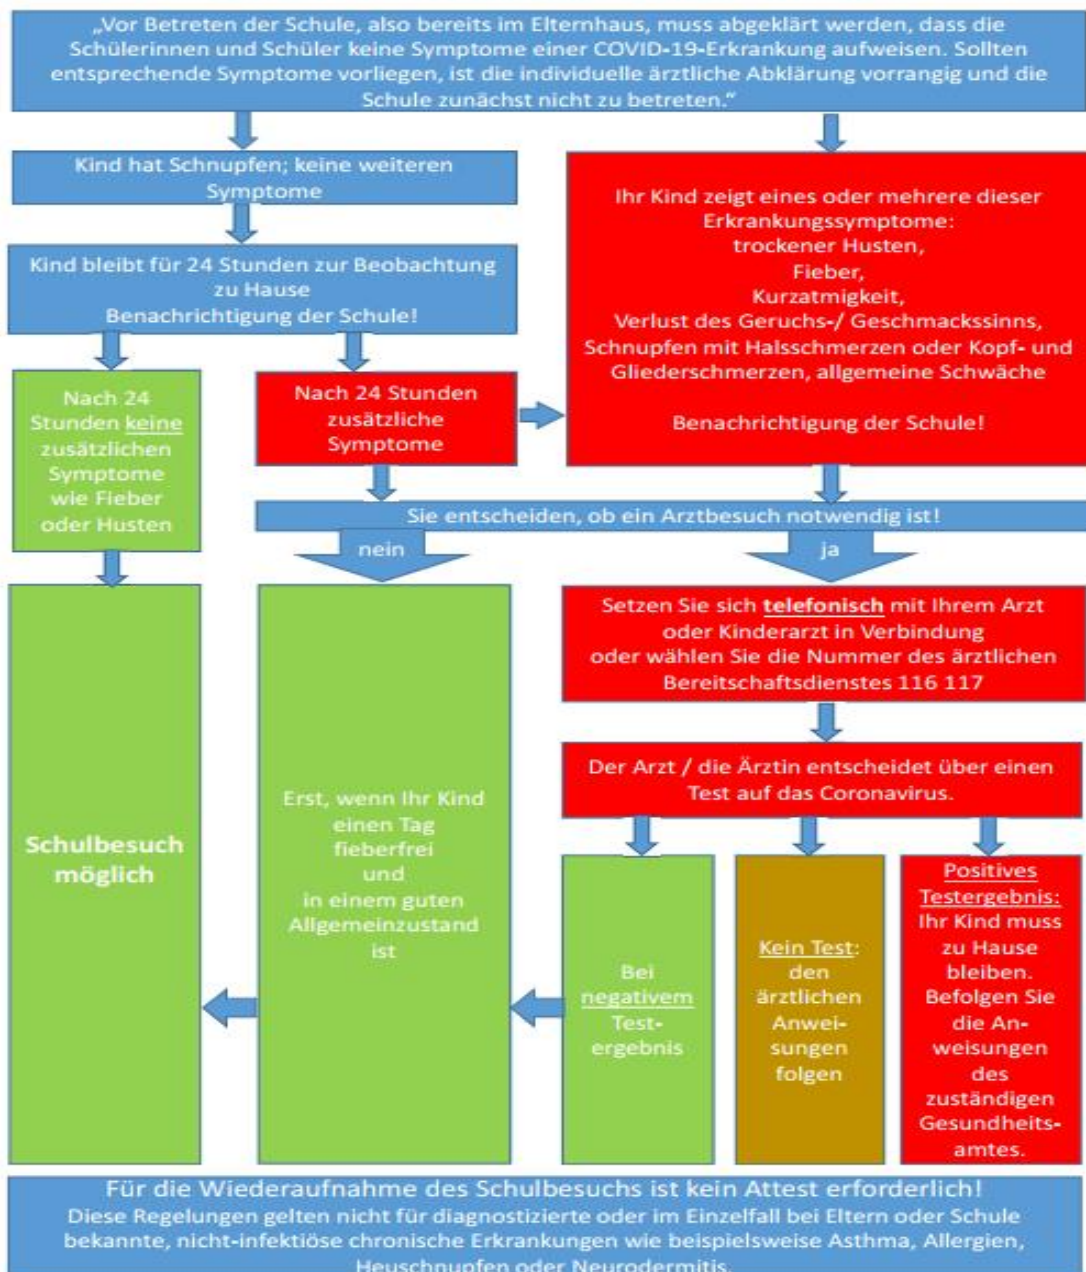 „Vor Betreten der Schule, also bereits im Elternhaus, muss abgeklärt werden, dass die
Schülerinnen und Schüler keine Symptome einer COVID-19-Erkrankung aufweisen. Sollten
entsprechende Symptome vorliegen, ist die individuelle ärztliche Abklärung vorrangig und die
Schule zunächst nicht zu betreten.“
Kind hat Schnupfen; keine weiteren
Symptome
Kind bleibt für 24 Stunden zur Beobachtung
zu Hause
Benachrichtigung der Schule!
Ihr Kind zeigt eines oder mehrere dieser
Erkrankungssymptome:
trockener Husten,
Fieber,
Kurzatmigkeit,
Verlust des Geruchs-/ Geschmackssinns,
Schnupfen mit Halsschmerzen oder Kopf- und
Gliederschmerzen, allgemeine Schwäche
Benachrichtigung der Schule!
Nach 24
Stunden keine
zusätzlichen
Symptome
wie Fieber
oder Husten
Nach 24 Stunden
zusätzliche
Symptome
Sie entscheiden, ob ein Arztbesuch notwendig ist!
nein
ja
Setzen Sie sich telefonisch mit Ihrem Arzt
oder Kinderarzt in Verbindung
oder wählen Sie die Nummer des ärztlichen
Bereitschaftsdienstes 116 117
Der Arzt / die Ärztin entscheidet über einen
Test auf das Coronavirus.
Schulbesuch
möglich
Erst, wenn Ihr Kind
einen Tag
fieberfrei
und
in einem guten
Allgemeinzustand
ist
Bei
negativem
Test-
ergebnis
Kein Test:
den
ärztlichen
Anwei-
sungen
folgen
Positives
Testergebnis:
Ihr Kind muss
zu Hause
bleiben.
Befolgen Sie
die An-
weisungen
des
zuständigen
Gesundheits-
amtes.
Für die Wiederaufnahme des Schulbesuchs ist kein Attest erforderlich!
Diese Regelungen gelten nicht für diagnostizierte oder im Einzelfall bei Eltern oder Schule
bekannte, nicht-infektiöse chronische Erkrankungen wie beispielsweise Asthma, Allergien,
Heuschnupfen oder Neurodermitis.